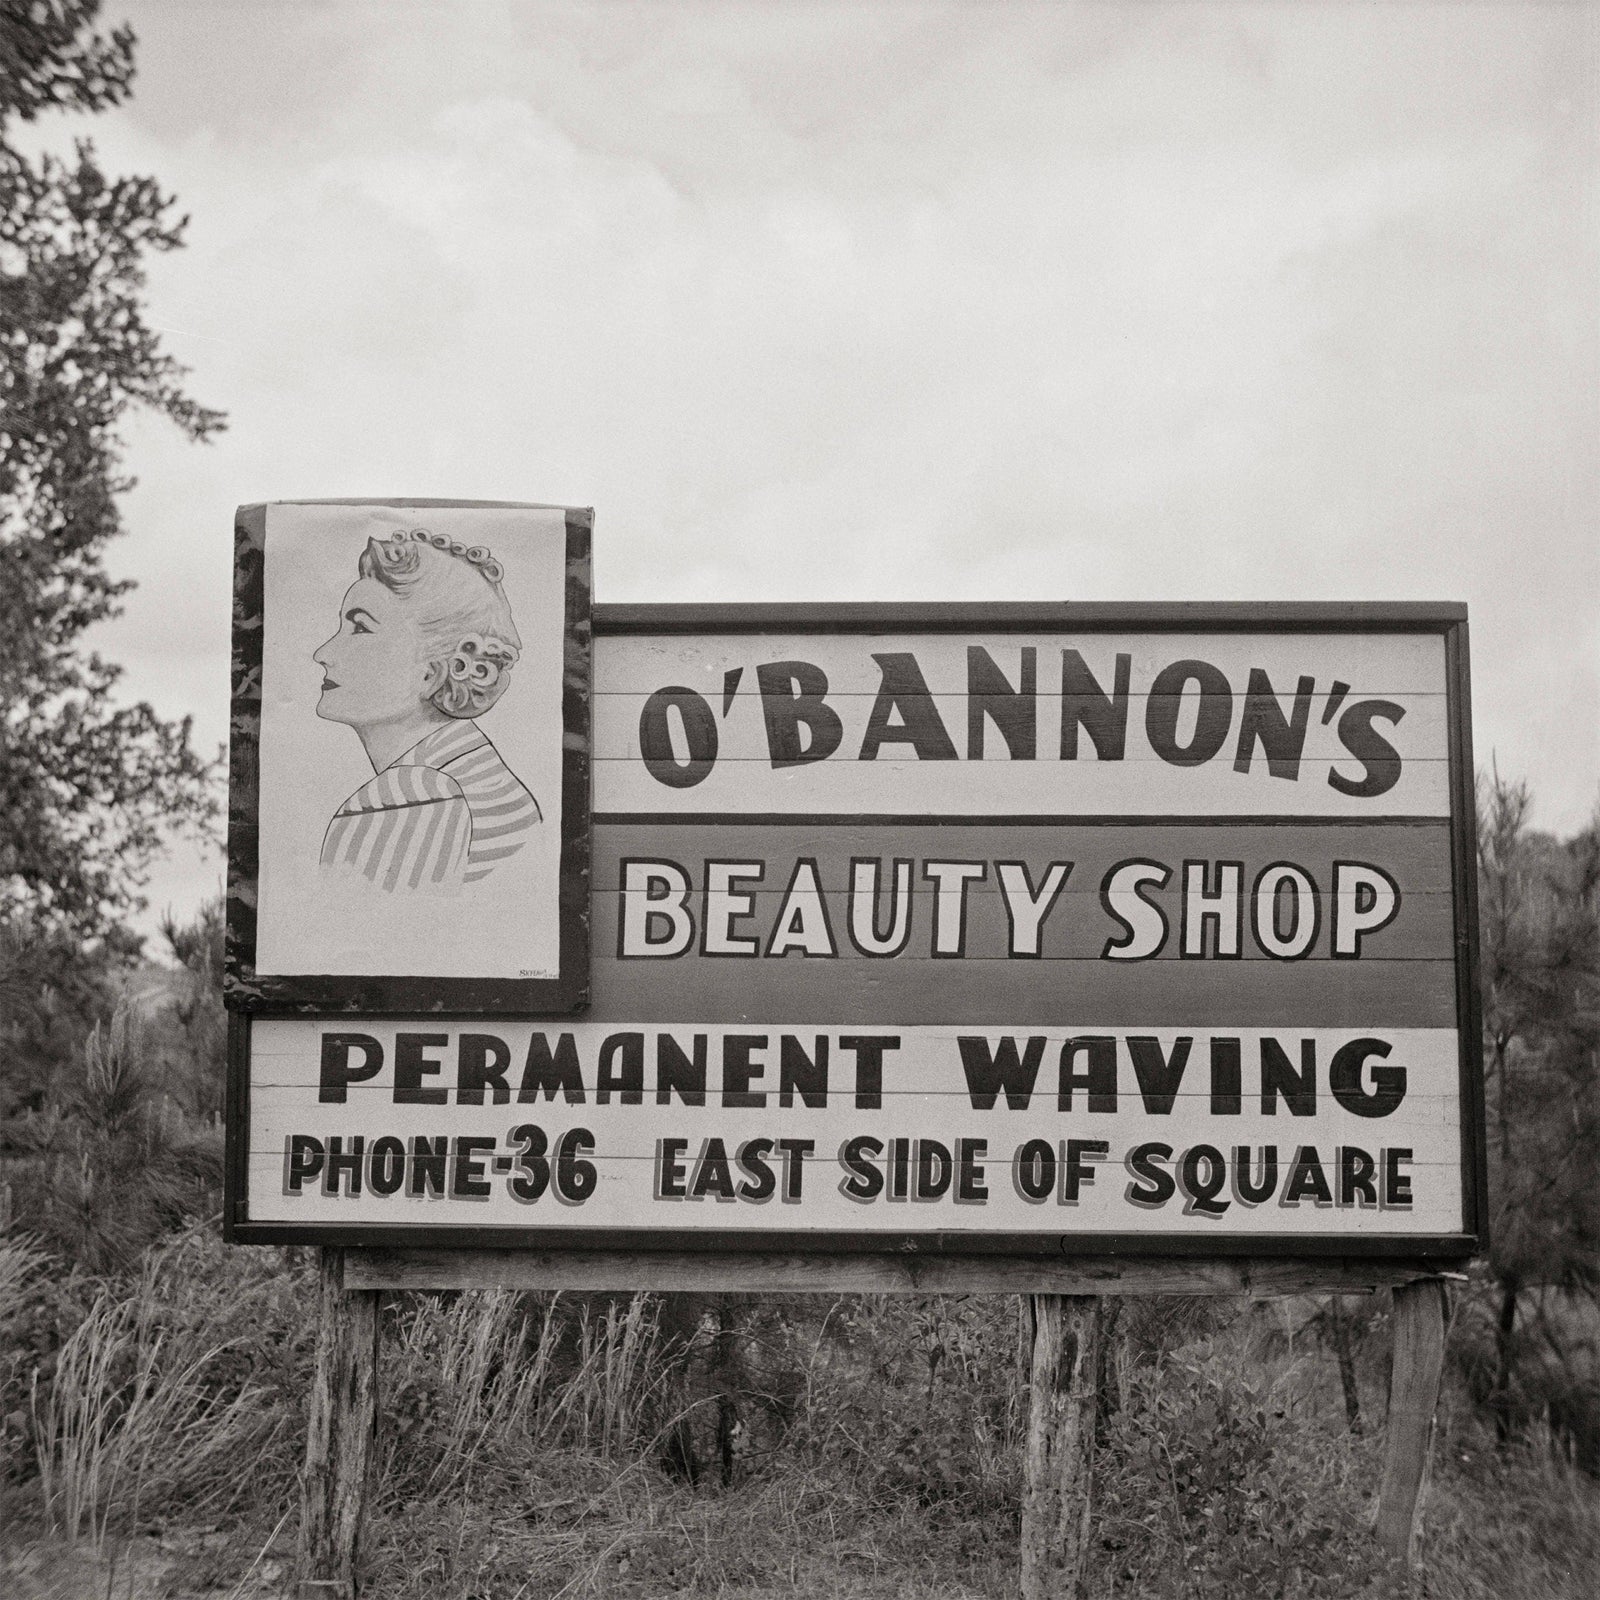 O'BANNON'S
BEAUTY SHOP
PERMANENT WAVING
PHONE-36 EAST SIDE OF SQUARE